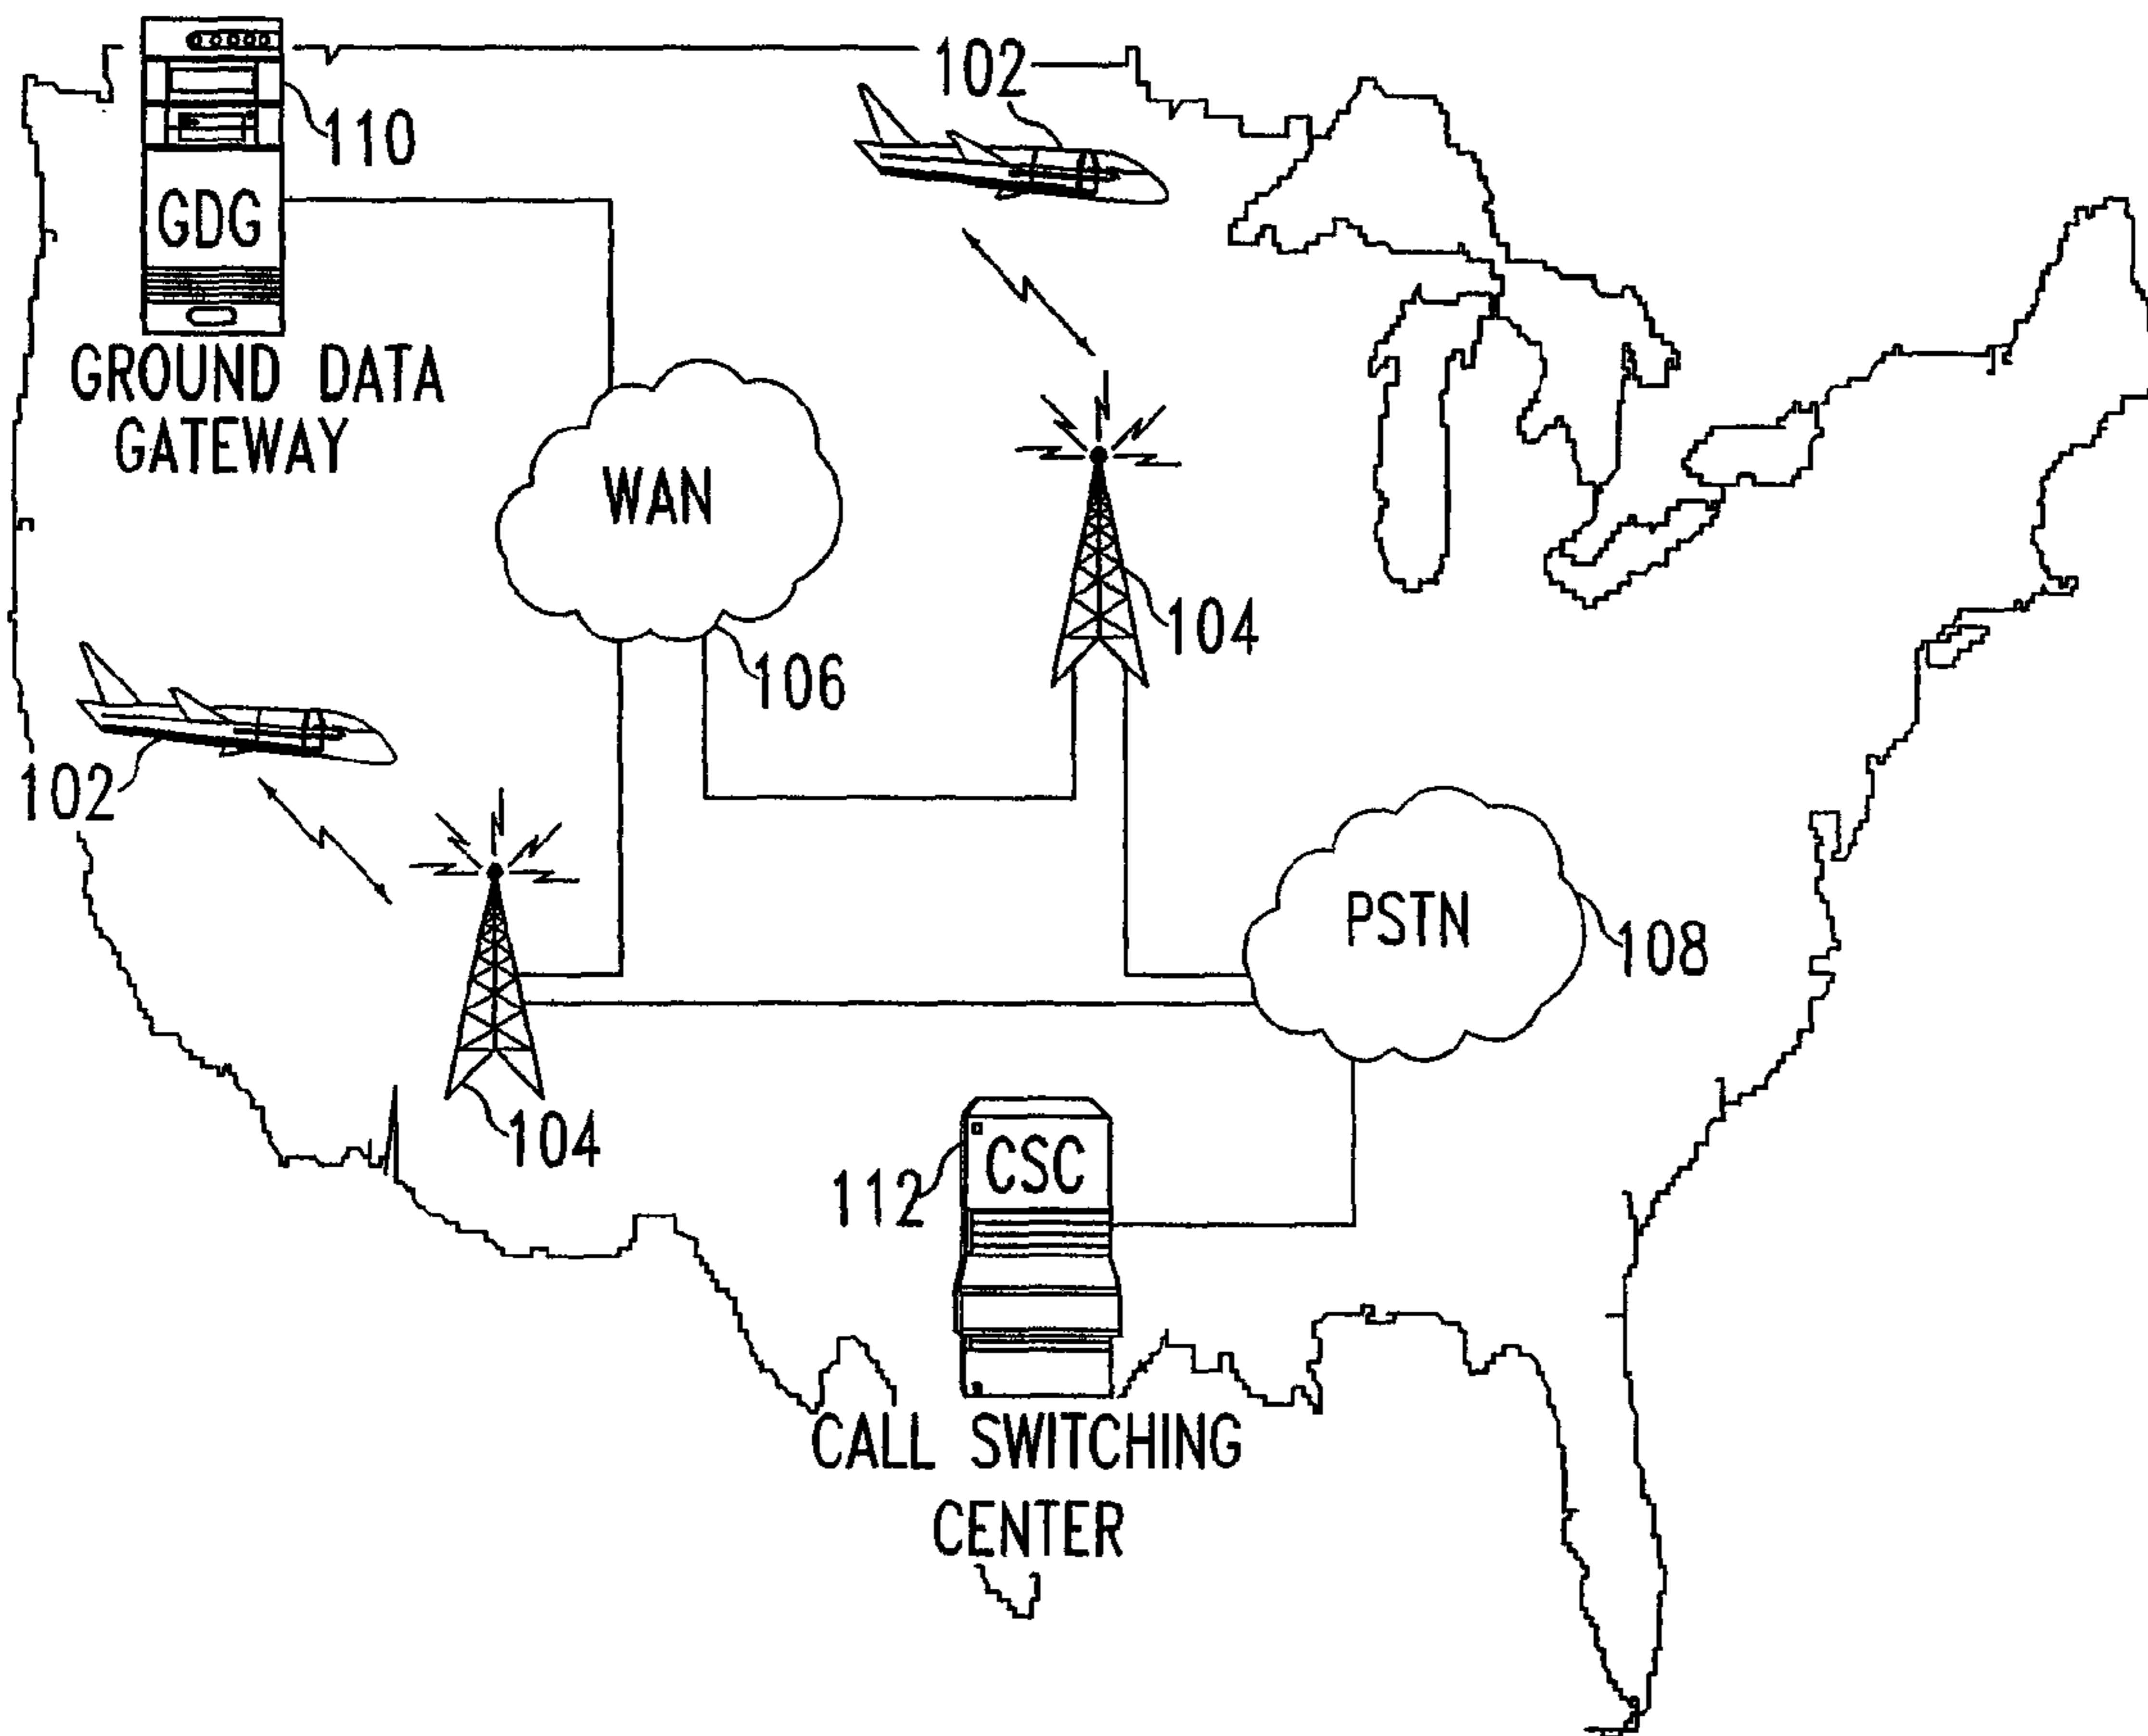 102
110
GDG
GROUND DATA
GATEWAY
WAN
104
106
102
PSTN
108
104
CSC
112
CALL SWITCHING
CENTER